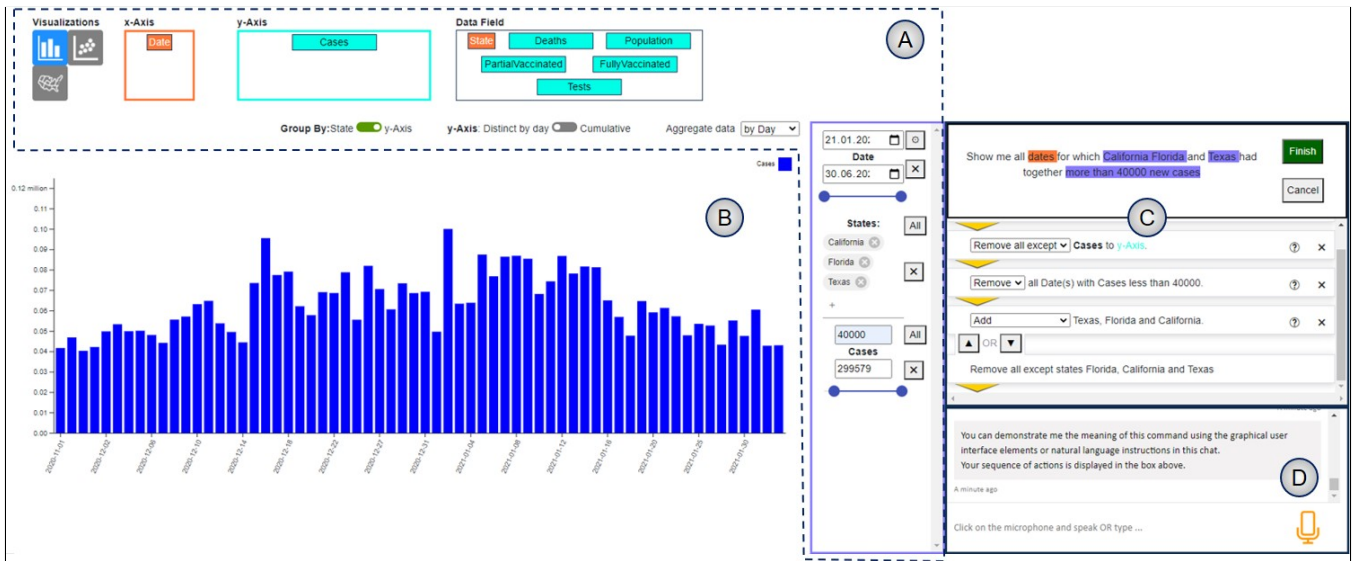 Visualizations
x-Axis
y-Axis
Data Field
Date
Cases
State
Deaths
Population
PartialVaccinated
FullyVaccinated
Tests
A
Group By:State
y-Axis
y-Axis: Distinct by day
Cumulative
Aggregate data
by Day
Cases
0.12 million
0.11
0.10
0.09
0.08
0.07
0.06
0.05
0.04
0.03
0.02
0.01
0.00
2020-11-01
2020-12-02
2020-12-06
2020-12-10
2020-12-14
2020-12-18
2020-12-22
2020-12-27
2020-12-31
2021-01-04
2021-01-08
2021-01-12
2021-01-16
2021-01-20
2021-01-25
2021-01-30
B
21.01.20
Date
30.06.20
States:
All
California
Florida
Texas
+
40000
All
Cases
299579
Show me all dates for which California Florida and Texas had
together more than 40000 new cases
Finish
Cancel
C
Remove all except Cases to y-Axis.
Remove all Date(s) with Cases less than 40000.
Add Texas, Florida and California.
OR
Remove all except states Florida, California and Texas
You can demonstrate me the meaning of this command using the graphical user
interface elements or natural language instructions in this chat.
Your sequence of actions is displayed in the box above.
A minute ago
D
Click on the microphone and speak OR type ...